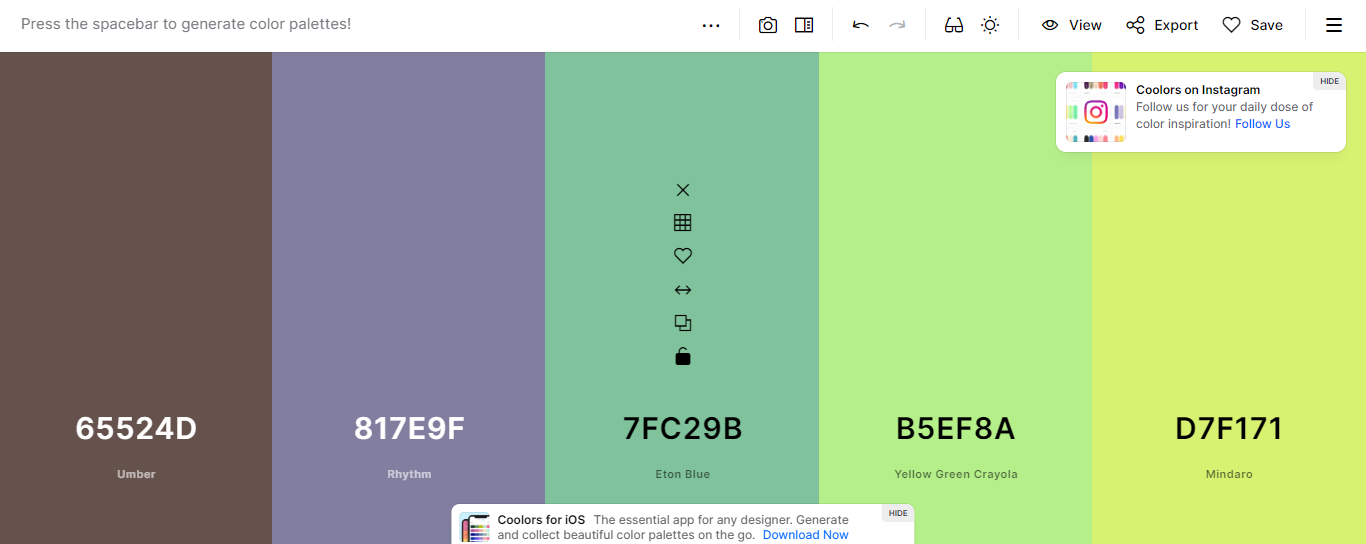 Press the spacebar to generate color palettes!
View
Export
Save
HIDE
Coolors on Instagram
Follow us for your daily dose of
color inspiration! Follow Us
65524D
817E9F
7FC29B
B5EF8A
D7F171
Umber
Rhythm
Eton Blue
Yellow Green Crayola
Mindaro
HIDE
Coolors for iOS The essential app for any designer. Generate
and collect beautiful color palettes on the go. Download Now